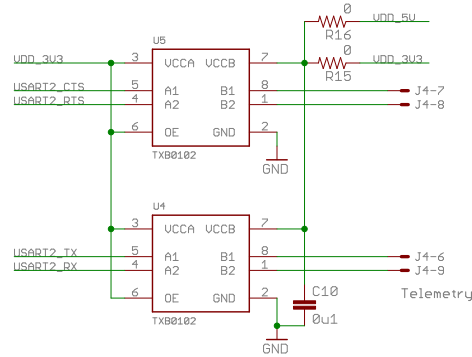 0
VDD_5V
R16
U5
0
VDD_3V3
3 VCCA VCCB 7
VDD_3V3
R15
USART2_CTS 5 A1 B1 8 J4-7
USART2_RTS 4 A2 B2 1 J4-8
6 OE GND 2
TXB0102
GND
U4
3 VCCA VCCB 7
USART2_TX 5 A1 B1 8 J4-6
USART2_RX 4 A2 B2 1 J4-9
6 OE GND 2
C10
Telemetry
TXB0102
0u1
GND